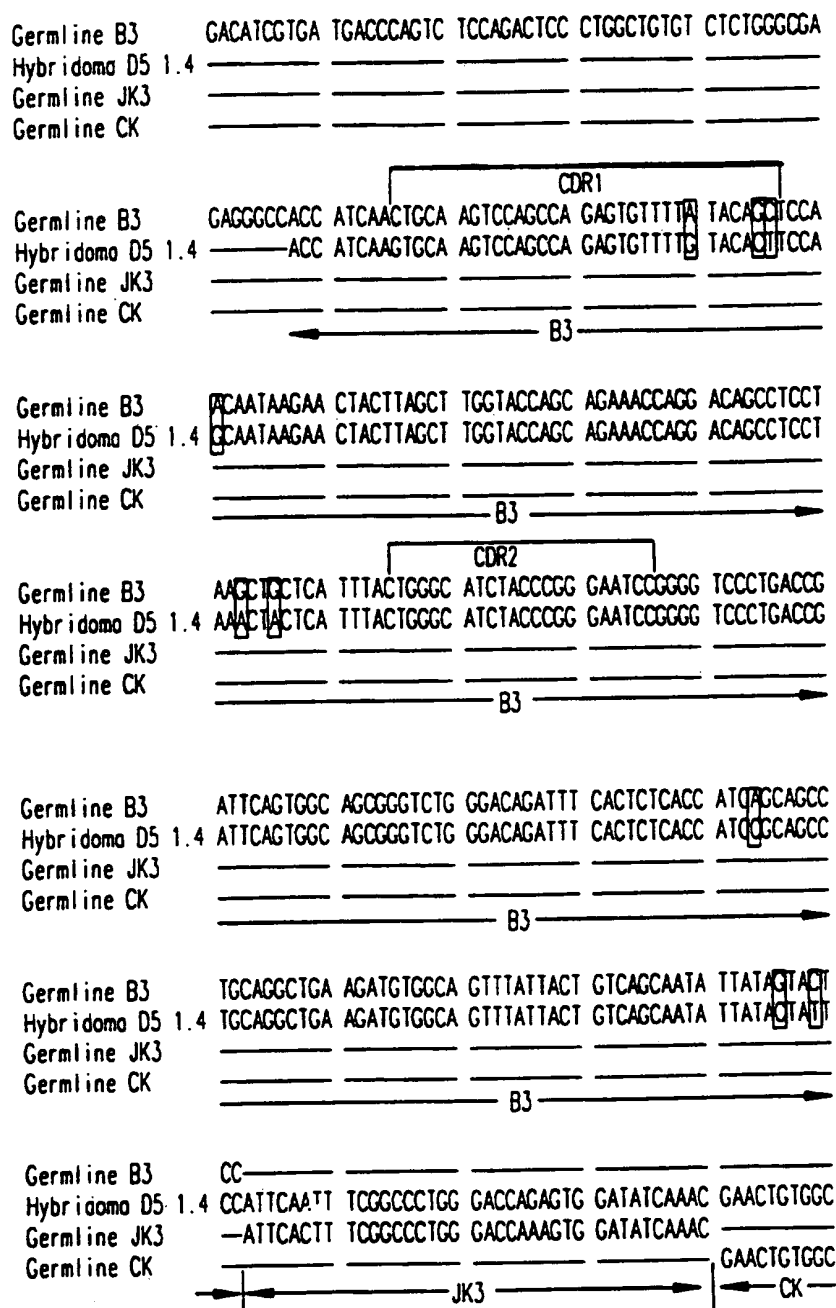 Germline B3 GACATCGTGA TGACCCAGTC TCCAGACTCC CTGGCTGTGT CTCTGGGCGA
Hybridoma D5 1.4
Germline JK3
Germline CK
CDR1
Germline B3 GAGGGCCACC ATCAACTGCA AGTCCAGCCA GAGTGTTTTA TACAGCTCCA
Hybridoma D5 1.4 ACC ATCAAGTGCA AGTCCAGCCA GAGTGTTTTG TACACTTCCA
Germline JK3
Germline CK
B3
Germline B3 ACAATAAGAA CTACTTAGCT TGGTACCAGC AGAAACCAGG ACAGCCTCCT
Hybridoma D5 1.4 GCAATAAGAA CTACTTAGCT TGGTACCAGC AGAAACCAGG ACAGCCTCCT
Germline JK3
Germline CK
B3
CDR2
Germline B3 AAGCTGCTCA TTTACTGGGC ATCTACCCGG GAATCCGGGG TCCCTGACCG
Hybridoma D5 1.4 AAACTACTCA TTTACTGGGC ATCTACCCGG GAATCCGGGG TCCCTGACCG
Germline JK3
Germline CK
B3
Germline B3 ATTCAGTGGC AGCGGGTCTG GGACAGATTT CACTCTCACC ATCAGCAGCC
Hybridoma D5 1.4 ATTCAGTGGC AGCGGGTCTG GGACAGATTT CACTCTCACC ATCCGCAGCC
Germline JK3
Germline CK
B3
Germline B3 TGCAGGCTGA AGATGTGGCA GTTTATTACT GTCAGCAATA TTATAGTACT
Hybridoma D5 1.4 TGCAGGCTGA AGATGTGGCA GTTTATTACT GTCAGCAATA TTATACTATT
Germline JK3
Germline CK
B3
Germline B3 CC
Hybridoma D5 1.4 CCATTCAATT TCGGCCCTGG GACCAGAGTG GATATCAAAC GAACTGTGGC
Germline JK3 ATTCACTT TCGGCCCTGG GACCAAAGTG GATATCAAAC
Germline CK GAACTGTGGC
JK3 CK